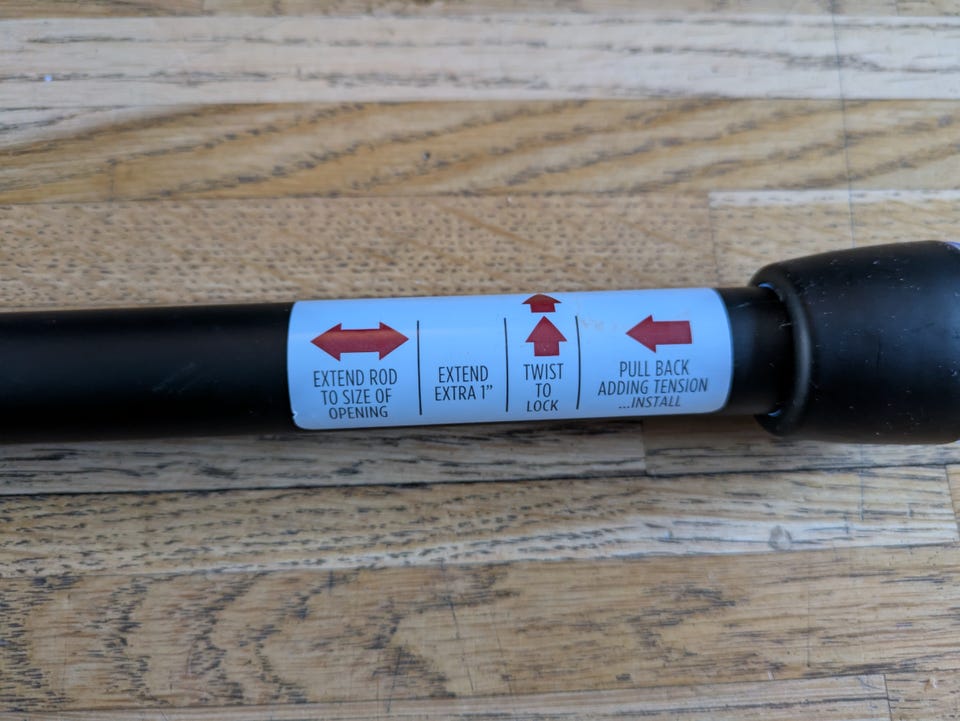 EXTEND ROD
TO SIZE OF
OPENING
EXTEND
EXTRA 1”
TWIST
TO
LOCK
PULL BACK
ADDING TENSION
...INSTALL